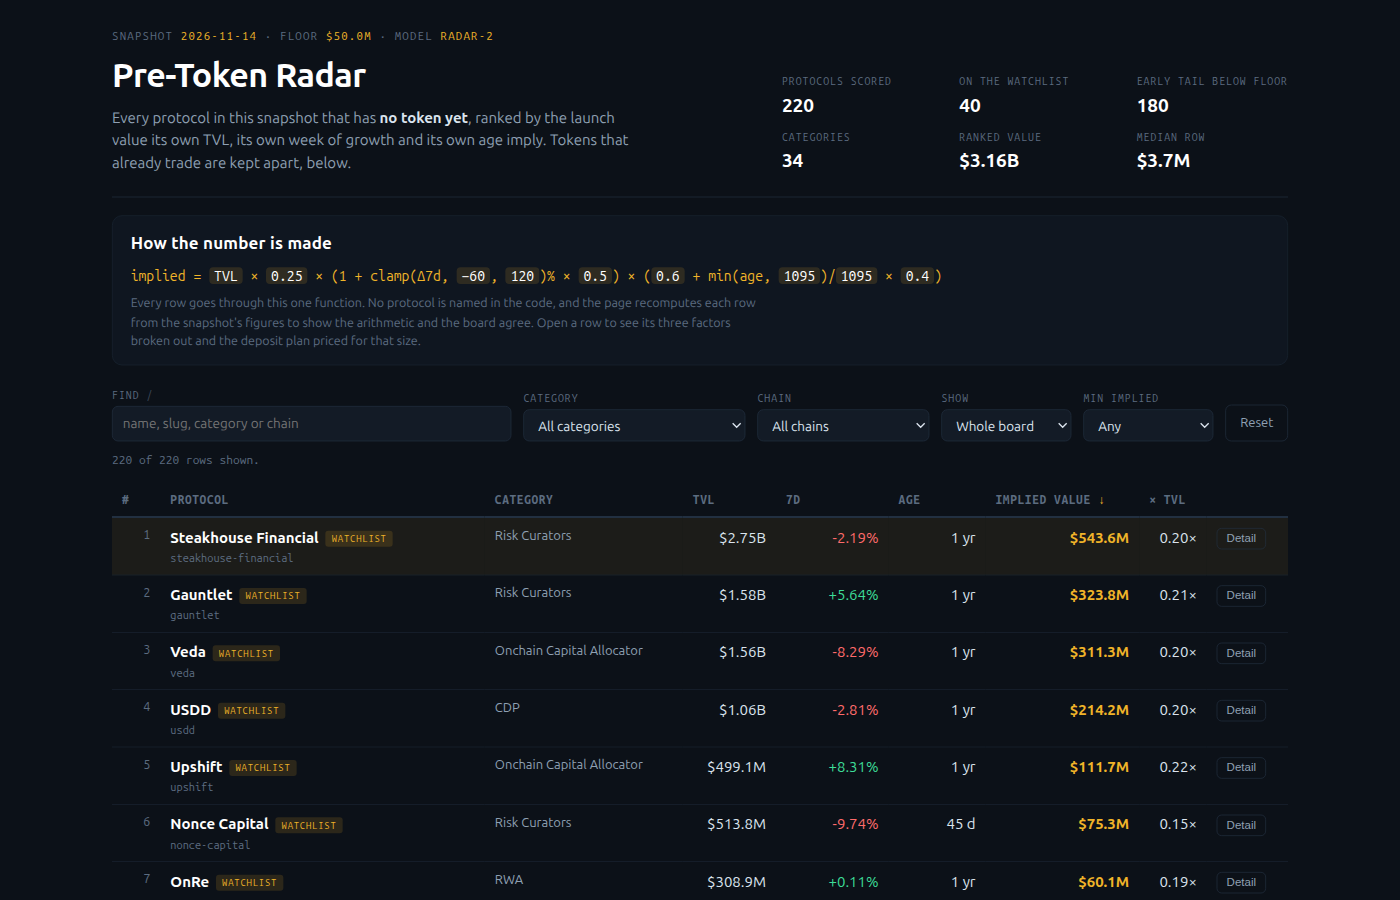 SNAPSHOT 2026-11-14 · FLOOR $50.0M · MODEL RADAR-2
Pre-Token Radar
Every protocol in this snapshot that has no token yet, ranked by the launch
value its own TVL, its own week of growth and its own age imply. Tokens that
already trade are kept apart, below.
PROTOCOLS SCORED ON THE WATCHLIST EARLY TAIL BELOW FLOOR
220 40 180
CATEGORIES RANKED VALUE MEDIAN ROW
34 $3.16B $3.7M
How the number is made
implied = TVL × 0.25 × (1 + clamp(Δ7d, −60, 120)% × 0.5) × (0.6 + min(age, 1095)/1095 × 0.4)
Every row goes through this one function. No protocol is named in the code, and the page recomputes each row
from the snapshot's figures to show the arithmetic and the board agree. Open a row to see its three factors
broken out and the deposit plan priced for that size.
FIND / CATEGORY CHAIN SHOW MIN IMPLIED
name, slug, category or chain All categories All chains Whole board Any Reset
220 of 220 rows shown.
# PROTOCOL CATEGORY TVL 7D AGE IMPLIED VALUE ↓ × TVL
1 Steakhouse Financial WATCHLIST Risk Curators $2.75B -2.19% 1 yr $543.6M 0.20× Detail
steakhouse-financial
2 Gauntlet WATCHLIST Risk Curators $1.58B +5.64% 1 yr $323.8M 0.21× Detail
gauntlet
3 Veda WATCHLIST Onchain Capital Allocator $1.56B -8.29% 1 yr $311.3M 0.20× Detail
veda
4 USDD WATCHLIST CDP $1.06B -2.81% 1 yr $214.2M 0.20× Detail
usdd
5 Upshift WATCHLIST Onchain Capital Allocator $499.1M +8.31% 1 yr $111.7M 0.22× Detail
upshift
6 Nonce Capital WATCHLIST Risk Curators $513.8M -9.74% 45 d $75.3M 0.15× Detail
nonce-capital
7 OnRe WATCHLIST RWA $308.9M +0.11% 1 yr $60.1M 0.19× Detail